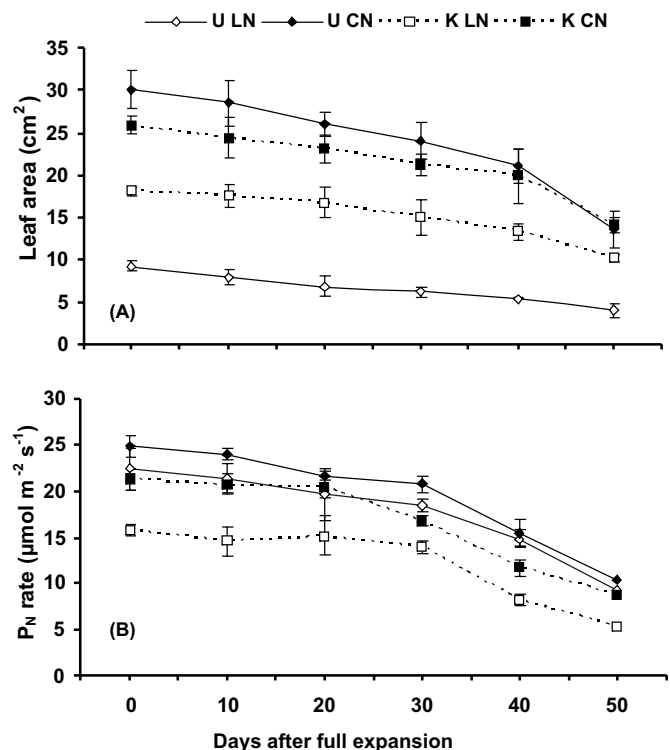 U LN U CN K LN K CN
35
30
25
20
15
10
5
0
Leaf area (cm²)
(A)
30
25
20
15
10
5
0
P_N rate (µmol m⁻² s⁻¹)
(B)
0 10 20 30 40 50
Days after full expansion